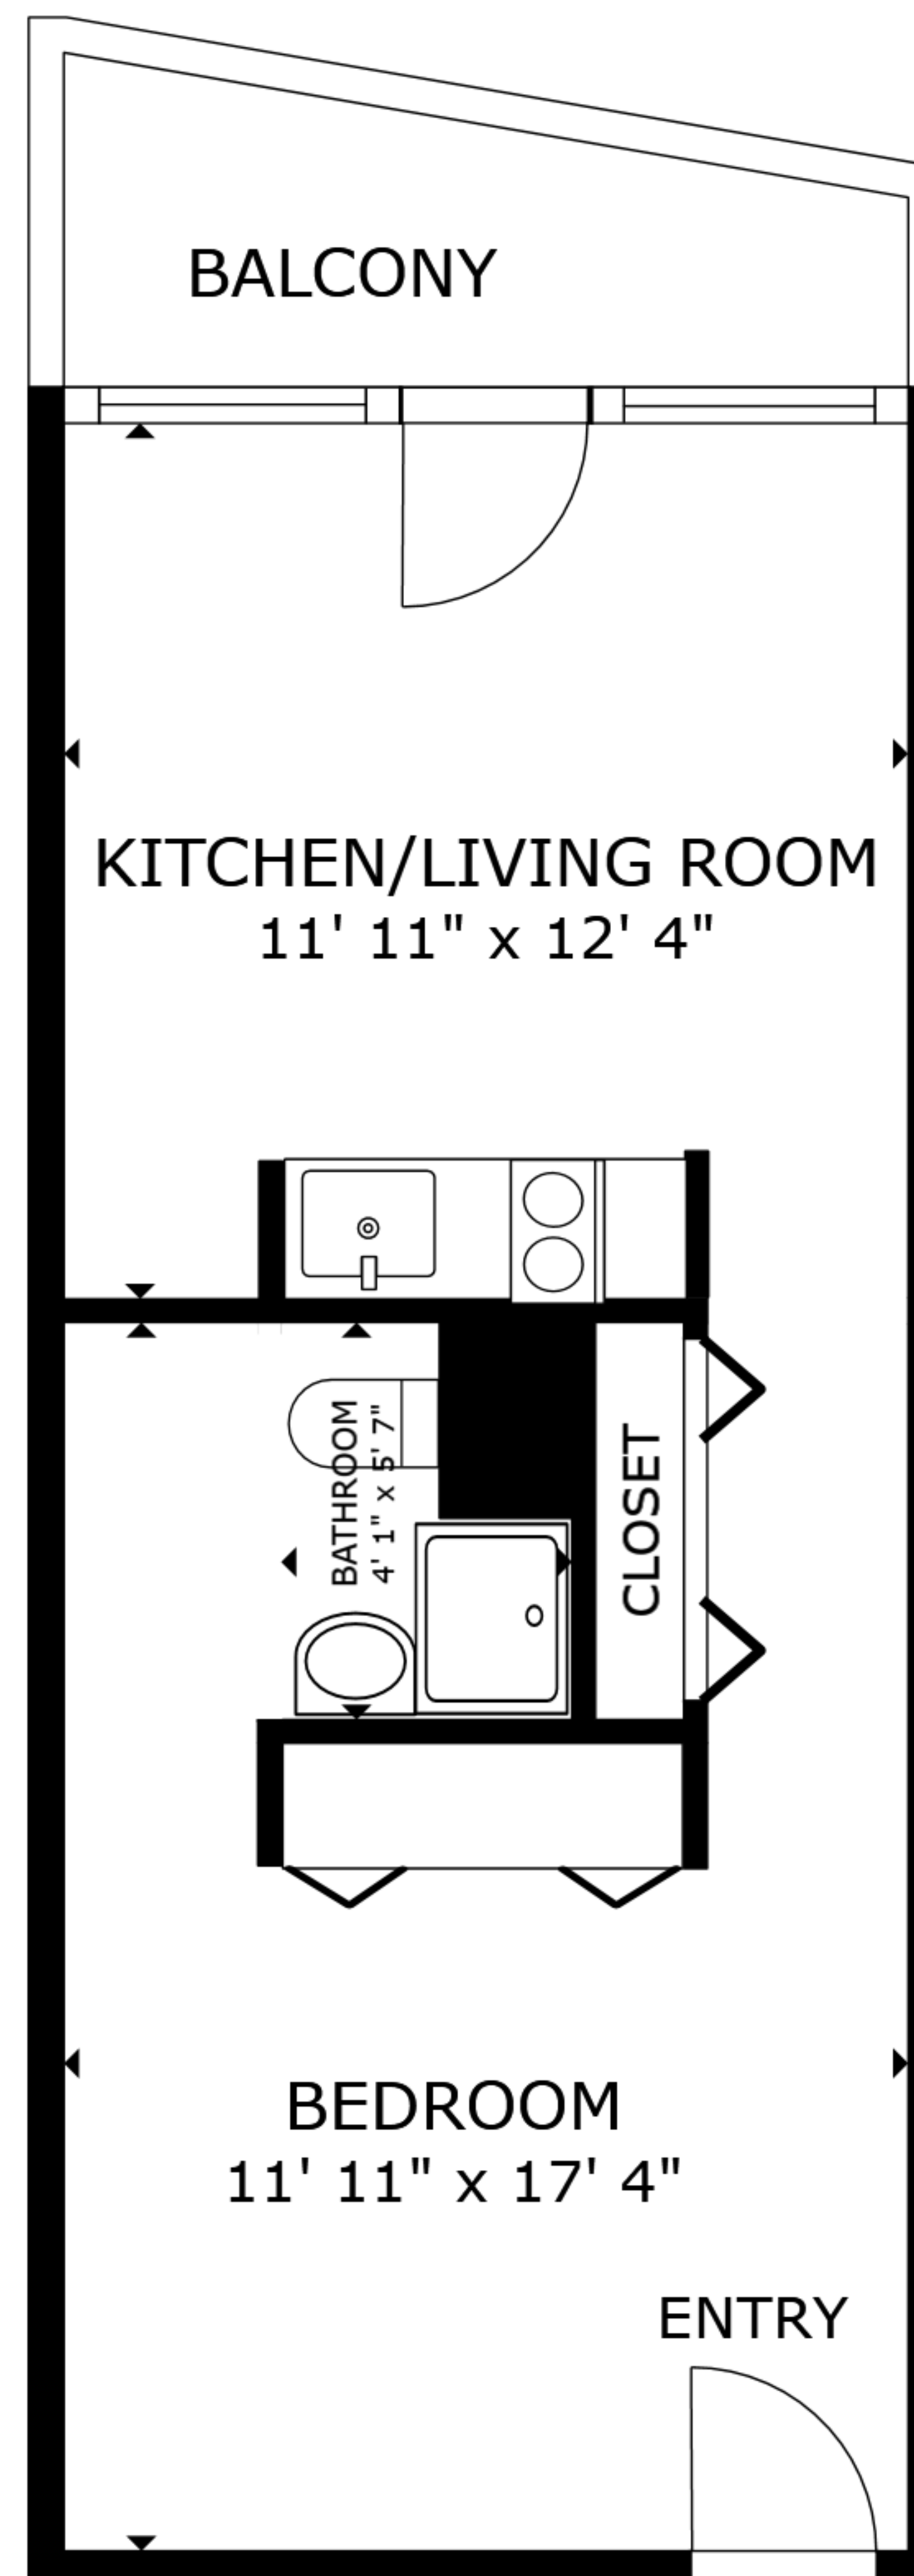 BALCONY
KITCHEN/LIVING ROOM
11' 11" x 12' 4"
BATHROOM
4' 1" x 5' 7"
CLOSET
BEDROOM
11' 11" x 17' 4"
ENTRY